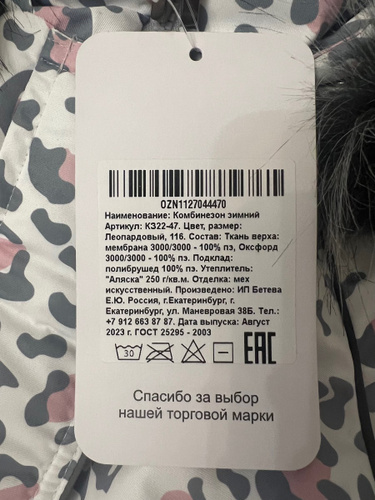 OZN1127044470
Наименование: Комбинезон зимний
Артикул: КЗ22-47. Цвет, размер:
Леопардовый, 116. Состав: Ткань верха:
мембрана 3000/3000 - 100% пэ, Оксфорд
3000/3000 - 100% пэ. Подклад:
полибрушед 100% пэ. Утеплитель:
"Аляска" 250 г/кв.м. Отделка: мех
искусственный. Произведено: ИП Бетева
Е.Ю. Россия, г.Екатеринбург, г.
Екатеринбург, ул. Маневровая 38Б. Тел.:
+7 912 663 87 87. Дата выпуска: Август
2023 г. ГОСТ 25295 - 2003
30 EAC
Спасибо за выбор
нашей торговой марки